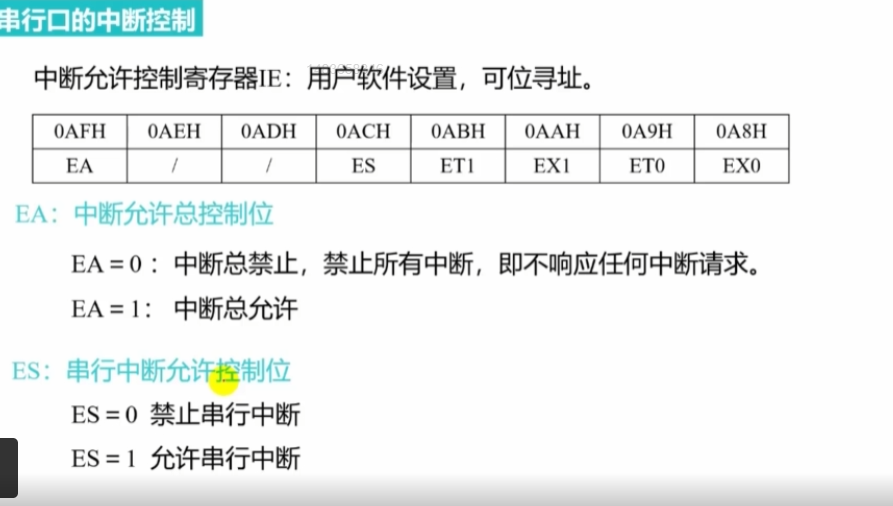 串行口的中断控制
中断允许控制寄存器IE：用户软件设置，可位寻址。
0AFH 0AEH 0ADH 0ACH 0ABH 0AAH 0A9H 0A8H
EA / / ES ET1 EX1 ET0 EX0
EA：中断允许总控制位
EA = 0 ：中断总禁止，禁止所有中断，即不响应任何中断请求。
EA = 1： 中断总允许
ES：串行中断允许控制位
ES = 0 禁止串行中断
ES = 1 允许串行中断